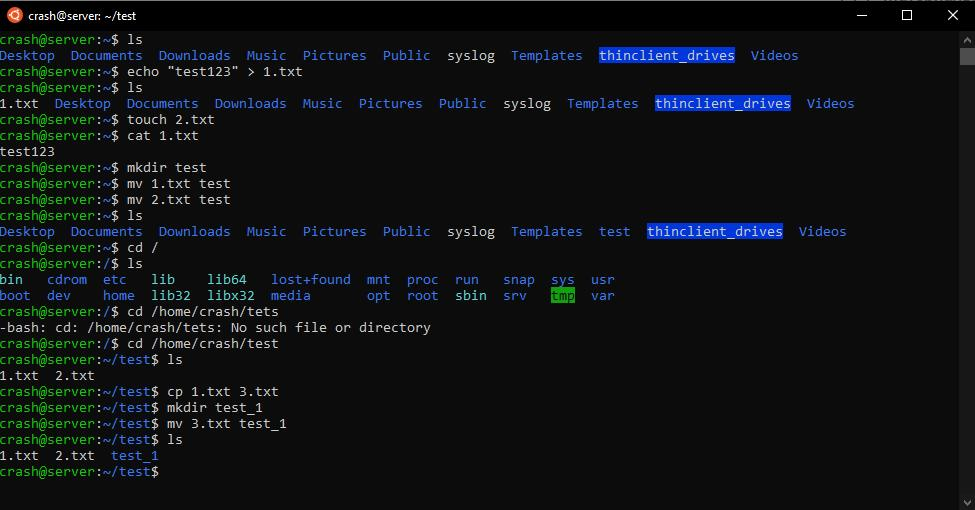 crash@server: ~/test
crash@server:~$ ls
Desktop  Documents  Downloads  Music  Pictures  Public  syslog  Templates  thinclient_drives  Videos
crash@server:~$ echo "test123" > 1.txt
crash@server:~$ ls
1.txt  Desktop  Documents  Downloads  Music  Pictures  Public  syslog  Templates  thinclient_drives  Videos
crash@server:~$ touch 2.txt
crash@server:~$ cat 1.txt
test123
crash@server:~$ mkdir test
crash@server:~$ mv 1.txt test
crash@server:~$ mv 2.txt test
crash@server:~$ ls
Desktop  Documents  Downloads  Music  Pictures  Public  syslog  Templates  test  thinclient_drives  Videos
crash@server:~$ cd /
crash@server:/$ ls
bin   cdrom  etc   lib    lib64   lost+found  mnt  proc  run   snap  sys  usr
boot  dev    home  lib32  libx32  media       opt  root  sbin  srv   tmp  var
crash@server:/$ cd /home/crash/tets
-bash: cd: /home/crash/tets: No such file or directory
crash@server:/$ cd /home/crash/test
crash@server:~/test$ ls
1.txt  2.txt
crash@server:~/test$ cp 1.txt 3.txt
crash@server:~/test$ mkdir test_1
crash@server:~/test$ mv 3.txt test_1
crash@server:~/test$ ls
1.txt  2.txt  test_1
crash@server:~/test$